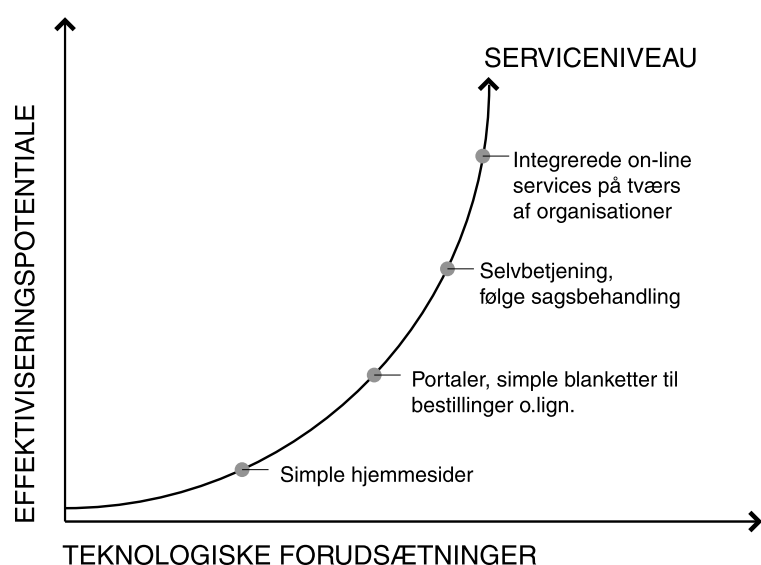 SERVICENIVEAU
EFFEKTIVISERINGSPOTENTIALE
Integrerede on-line
services på tværs
af organisationer
Selvbetjening,
følge sagsbehandling
Portaler, simple blanketter til
bestillinger o.lign.
Simple hjemmesider
TEKNOLOGISKE FORUDSÆTNINGER